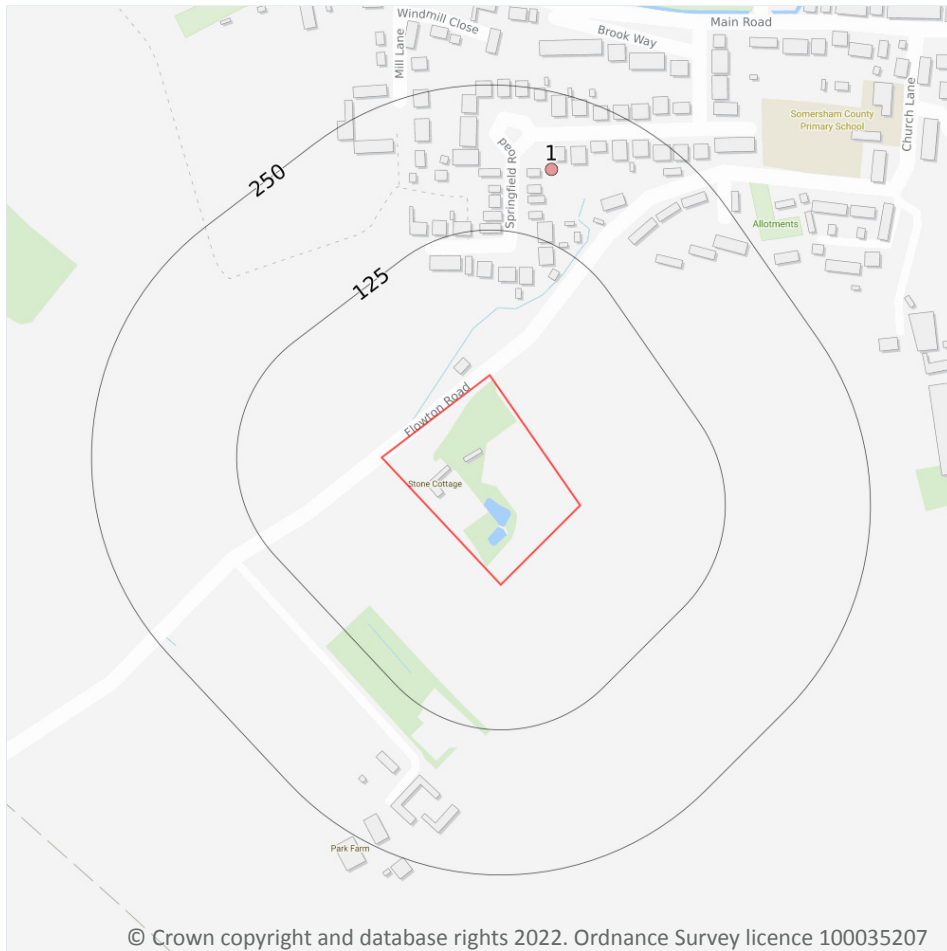 Windmill Close
Main Road
Brook Way
Mill Lane
Somersham County
Primary School
Church Lane
1
Springfield Road
250
Allotments
125
Flowton Road
Stone Cottage
Park Farm
© Crown copyright and database rights 2022. Ordnance Survey licence 100035207